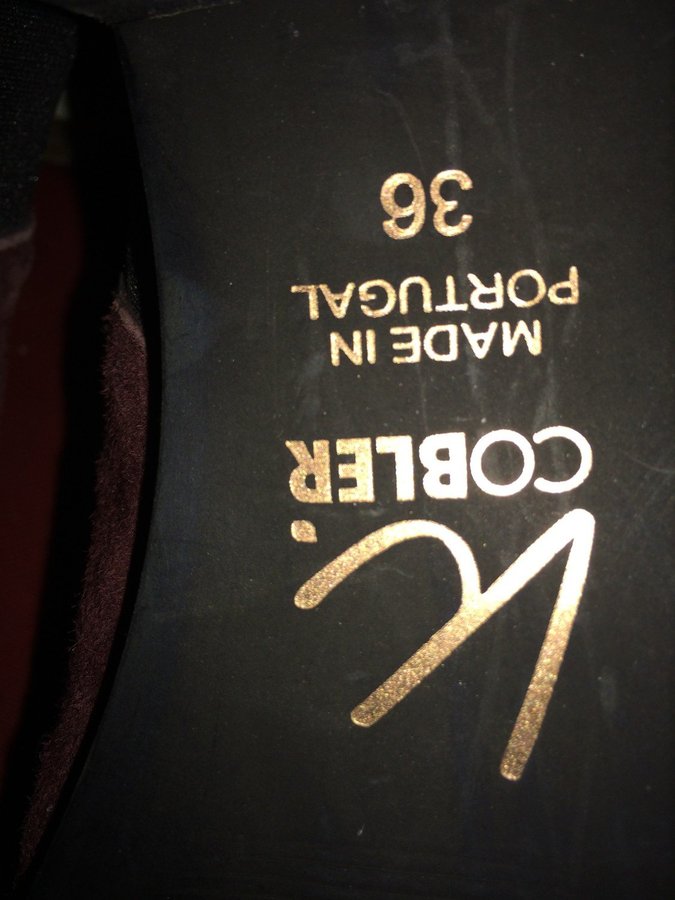 K.
COBLER
MADE IN
PORTUGAL
36